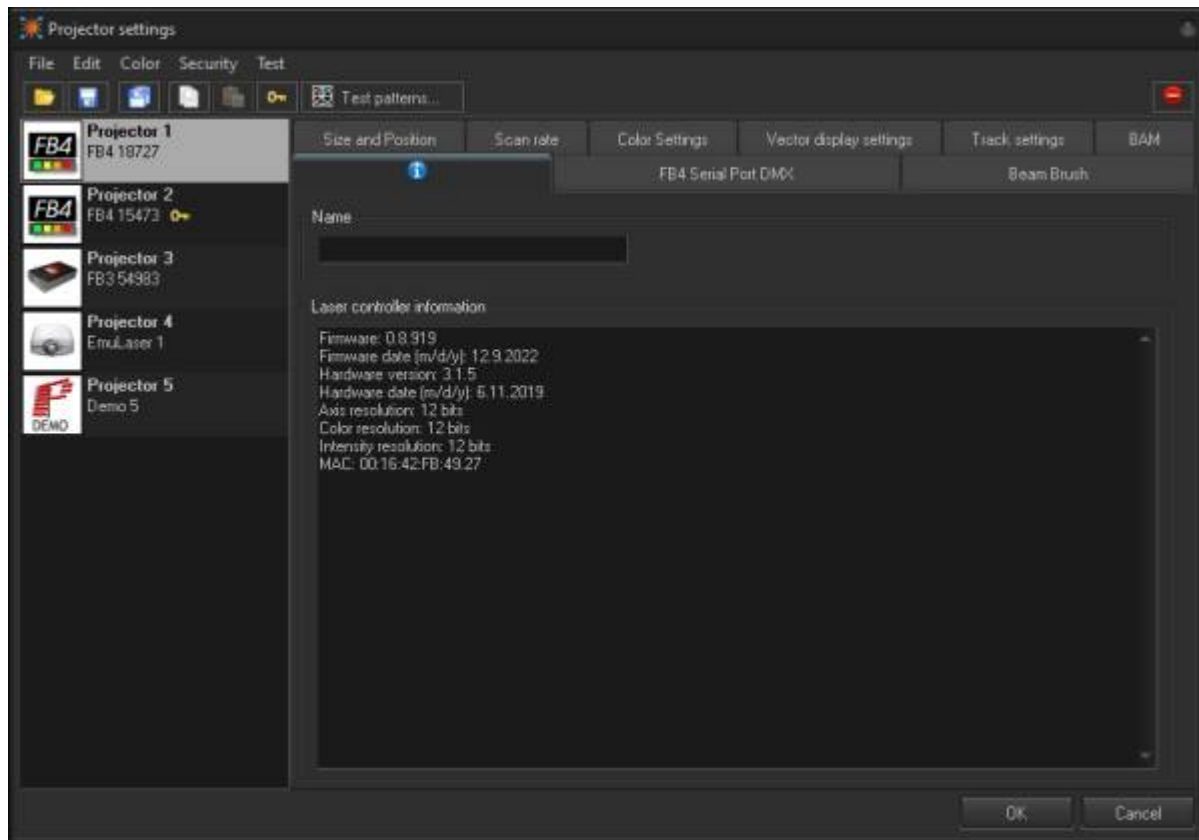 Projector settings
File Edit Color Security Test
Test patterns...
FB4
Projector 1
FB4 18727
FB4
Projector 2
FB4 15473
Projector 3
FB3 54983
Projector 4
EmuLaser 1
DEMO
Projector 5
Demo 5
Size and Position Scan rate Color Settings Vector display settings Track settings BAM
FB4 Serial Port DMX Beam Brush
Name
Laser controller information
Firmware: 0.8.919
Firmware date (m/d/y): 12.9.2022
Hardware version: 3.1.5
Hardware date (m/d/y): 6.11.2019
Axis resolution: 12 bits
Color resolution: 12 bits
Intensity resolution: 12 bits
MAC: 00:16:42:FB:49:27
OK Cancel